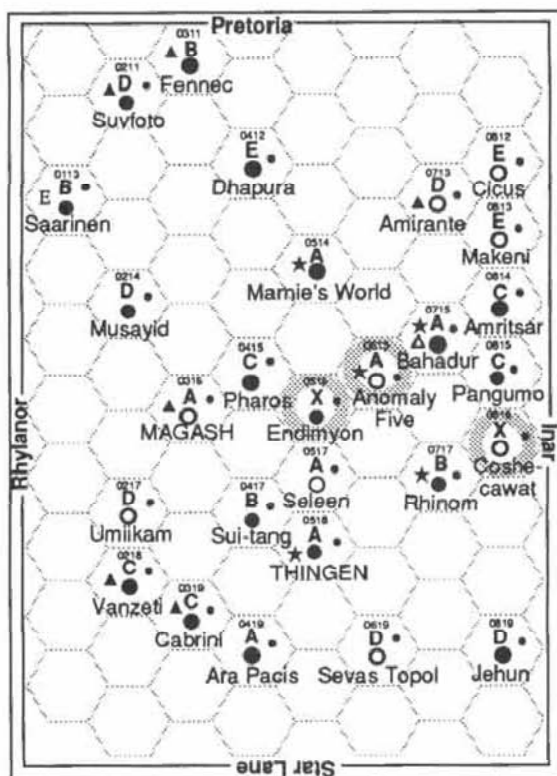 Pretoria
0311
B
Fennec
0211
D
Suvfoto
0412
E
Dhapura
0812
E
Cicus
0113
E B
Saarinen
0713
D
Amirante
0813
E
Makeni
0514
A
Mamie's World
0214
D
Musayid
0814
C
Amritsar
0715
A
Bahadur
0415
C
Pharos
0615
A
Anomaly
Five
0815
C
Pangumo
0316
A
MAGASH
0516
X
Endimyon
0816
X
Coshe-
cawat
Rhylanor
Inar
0517
A
Seleen
0717
B
Rhinom
0217
D
Umiikam
0417
B
Sui-tang
0518
A
THINGEN
0218
C
Vanzeti
0319
C
Cabrini
0419
A
Ara Pacis
0619
D
Sevas Topol
0819
D
Jehun
Star Lane